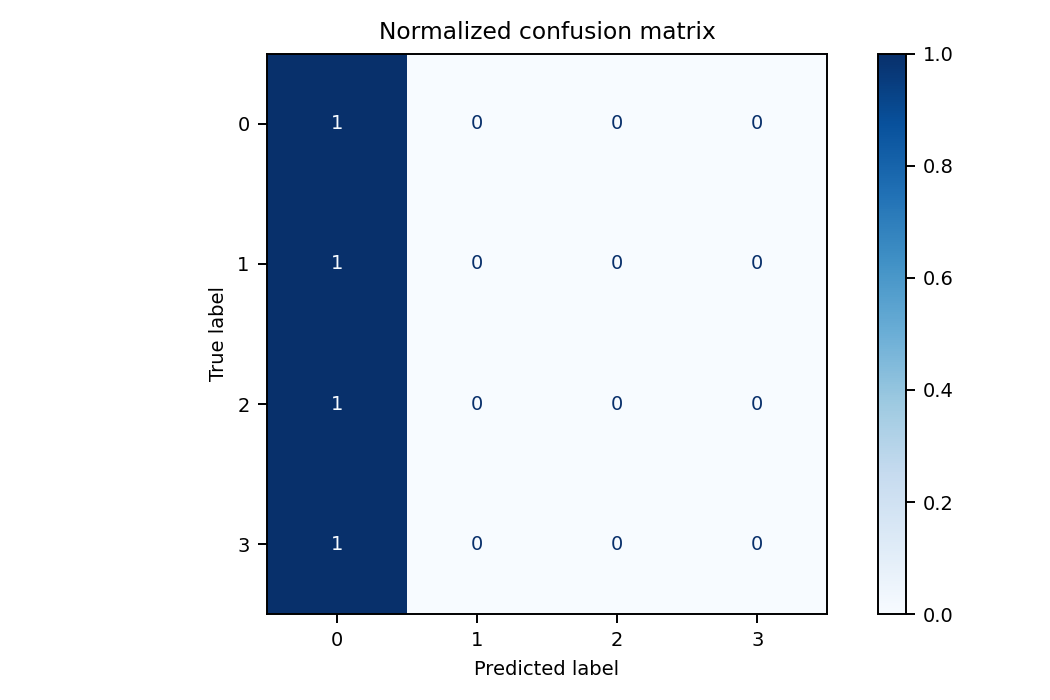 Normalized confusion matrix
0 1 0 0 0
1 1 0 0 0
2 1 0 0 0
3 1 0 0 0
0 1 2 3
Predicted label
True label
1.0
0.8
0.6
0.4
0.2
0.0